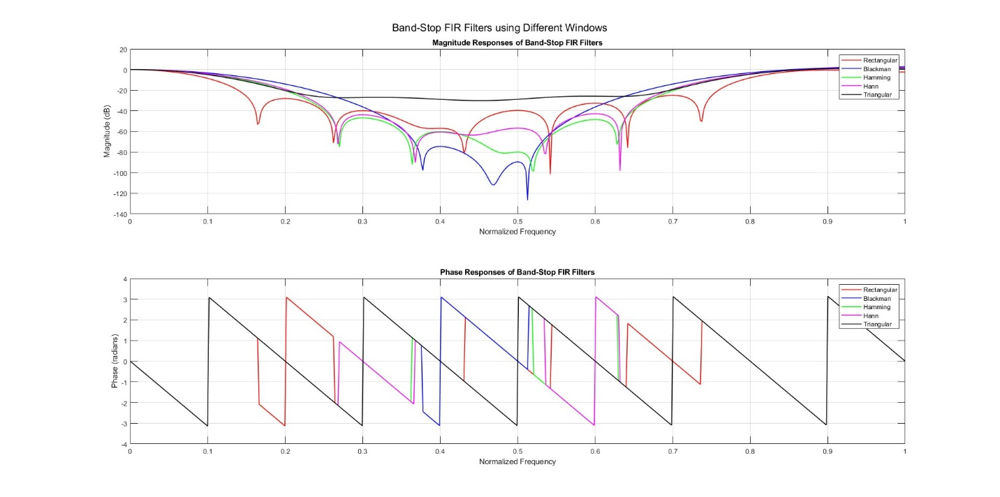 Band-Stop FIR Filters using Different Windows
Magnitude Responses of Band-Stop FIR Filters
20
0
-20
-40
-60
-80
-100
-120
-140
Magnitude (dB)
Rectangular
Blackman
Hamming
Hann
Triangular
0 0.1 0.2 0.3 0.4 0.5 0.6 0.7 0.8 0.9 1
Normalized Frequency
Phase Responses of Band-Stop FIR Filters
4
3
2
1
0
-1
-2
-3
-4
Phase (radians)
Rectangular
Blackman
Hamming
Hann
Triangular
0 0.1 0.2 0.3 0.4 0.5 0.6 0.7 0.8 0.9 1
Normalized Frequency